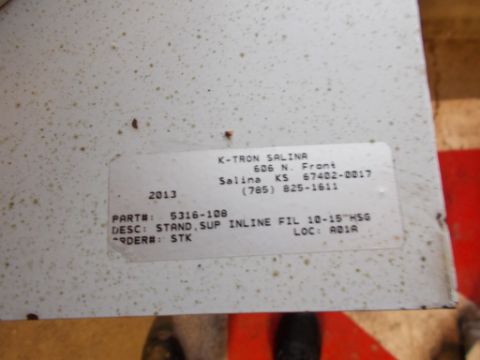 K-TRON SALINA
606 N. Front
Salina KS 67402-0017
2013 (785) 825-1611
PART#: 5316-108
DESC: STAND,SUP INLINE FIL 10-15"HSG
ORDER#: STK LOC: A01A